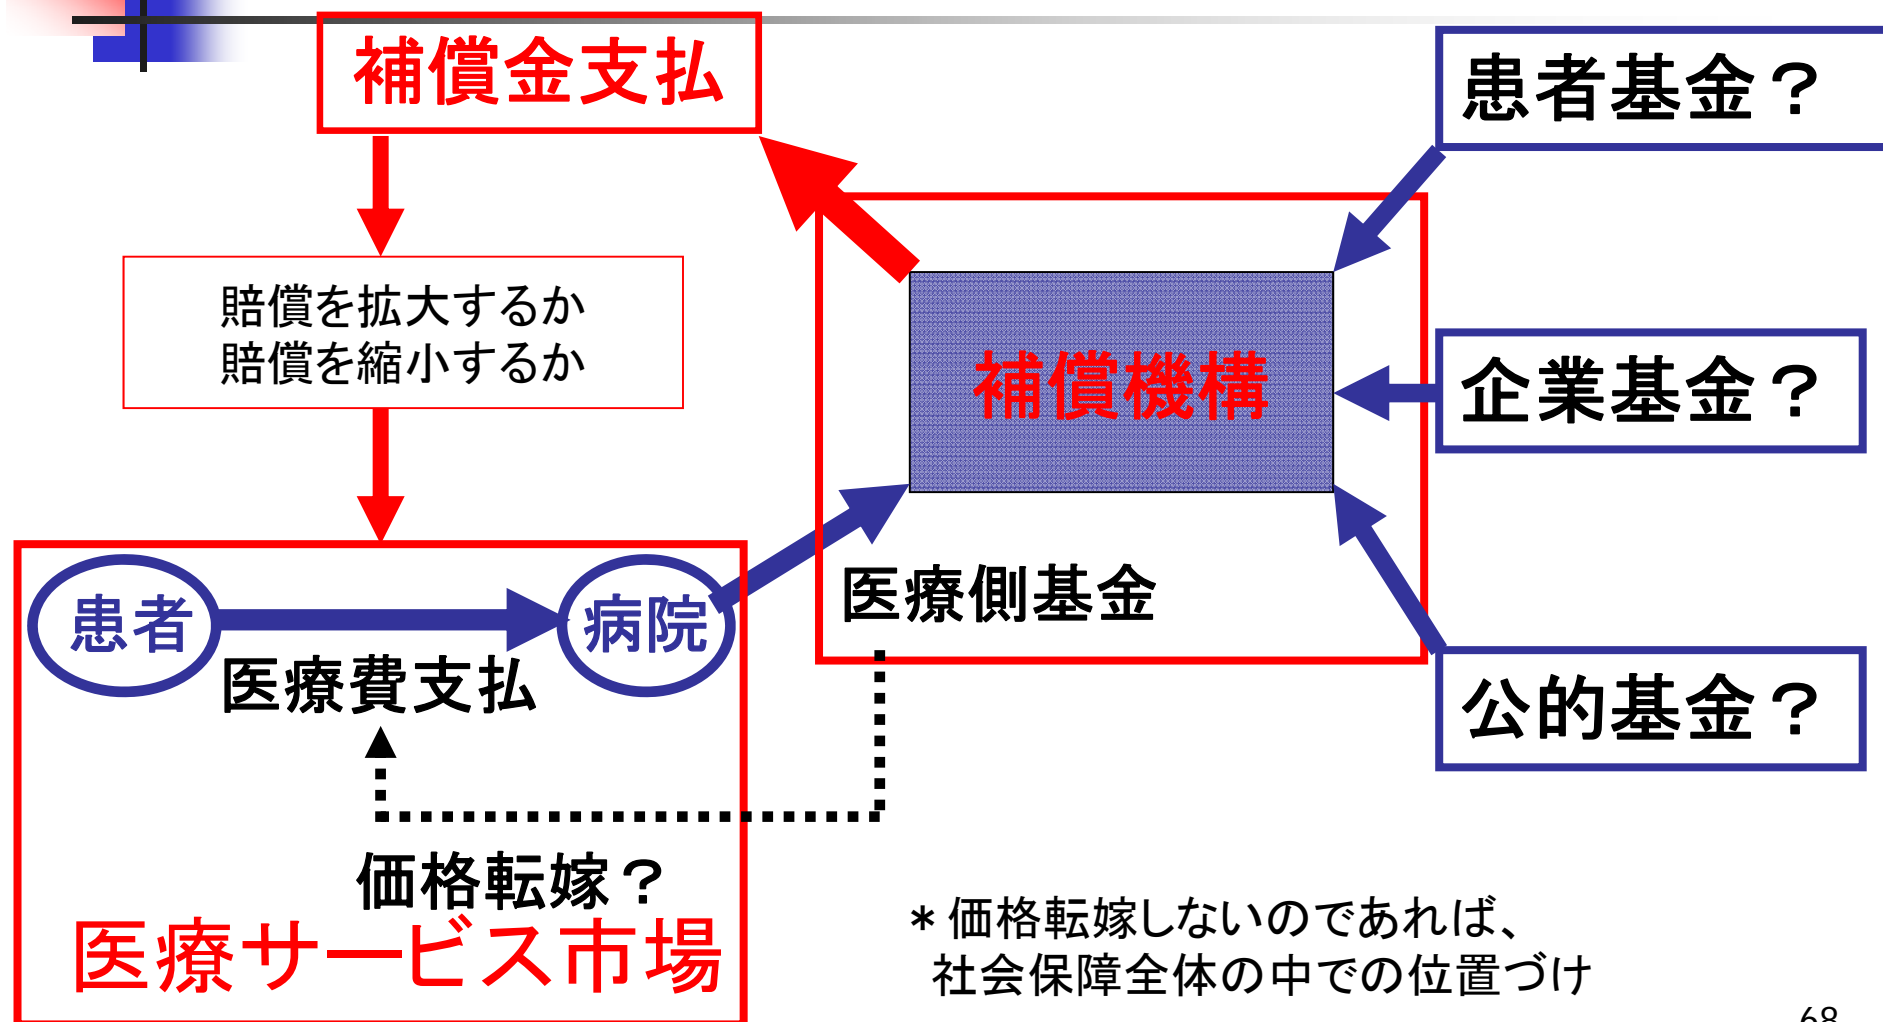 補償金支払
患者基金？
賠償を拡大するか
賠償を縮小するか
補償機構
企業基金？
患者
病院
医療費支払
医療側基金
公的基金？
価格転嫁？
医療サービス市場
*価格転嫁しないのであれば、
社会保障全体の中での位置づけ
68